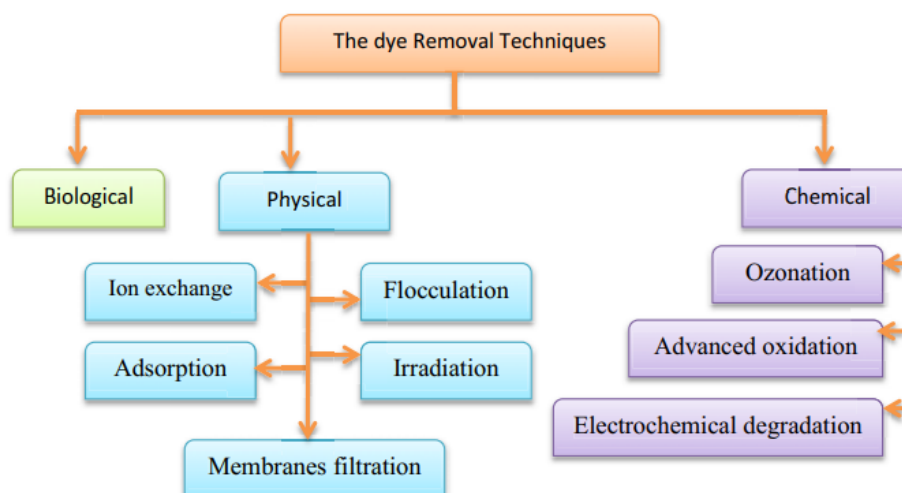 The dye Removal Techniques
Biological
Physical
Chemical
Ion exchange
Flocculation
Ozonation
Adsorption
Irradiation
Advanced oxidation
Electrochemical degradation
Membranes filtration